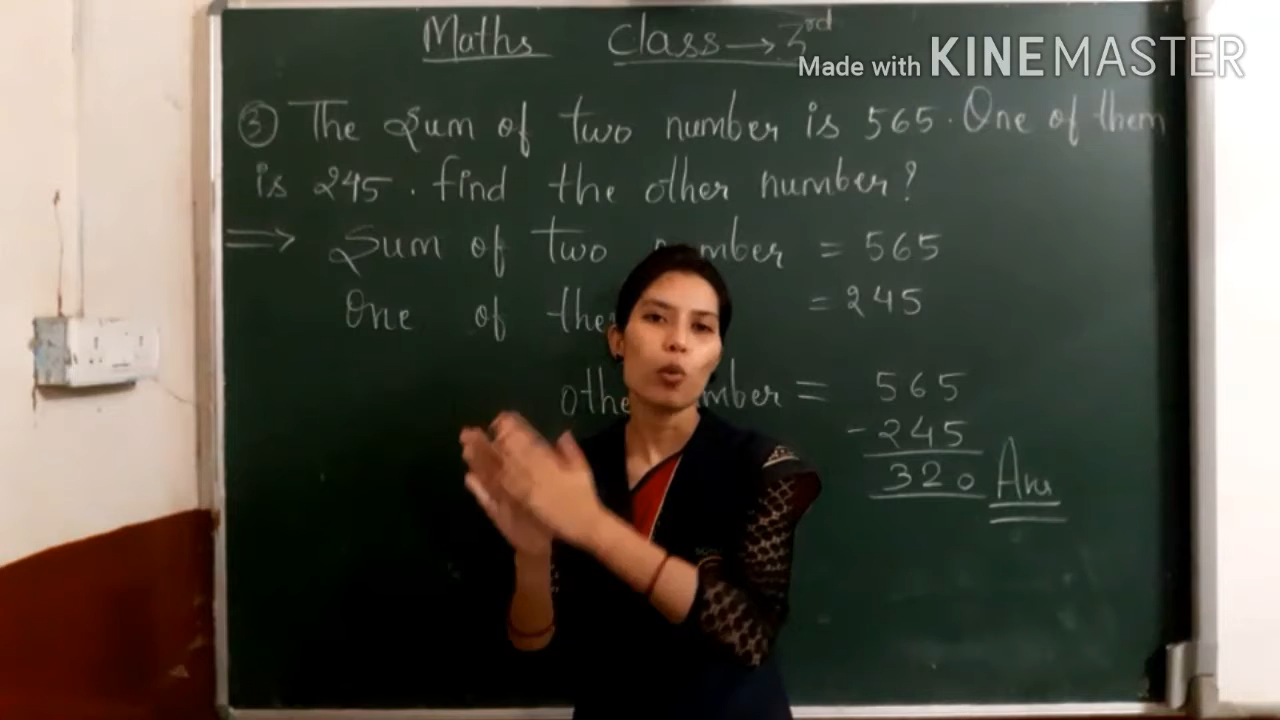 Maths Class → 3rd
Made with KINEMASTER
③ The Sum of two number is 565. One of them
is 245. find the other number?
⇒ Sum of two number = 565
One of = 245
= 565
- 245
320 Ans